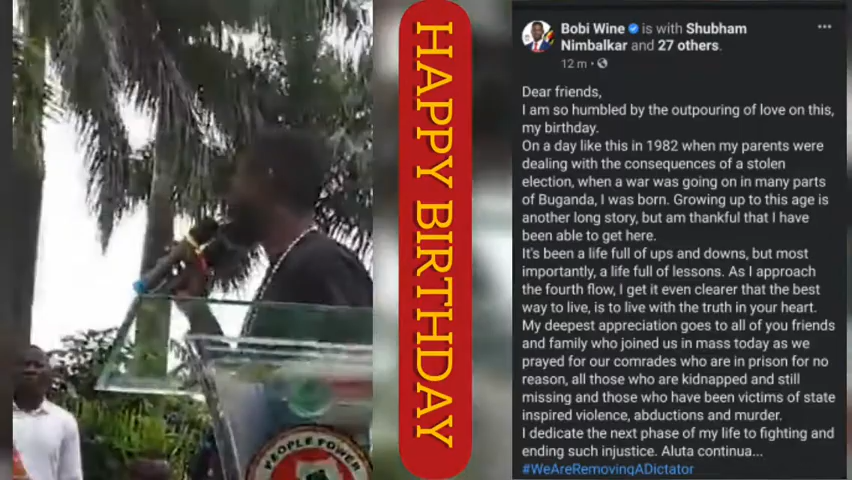 PEOPLE POWER
HAPPY BIRTHDAY
Bobi Wine is with Shubham
Nimbalkar and 27 others.
12 m ·
Dear friends,
I am so humbled by the outpouring of love on this,
my birthday.
On a day like this in 1982 when my parents were
dealing with the consequences of a stolen
election, when a war was going on in many parts
of Buganda, I was born. Growing up to this age is
another long story, but am thankful that I have
been able to get here.
It's been a life full of ups and downs, but most
importantly, a life full of lessons. As I approach
the fourth flow, I get it even clearer that the best
way to live, is to live with the truth in your heart.
My deepest appreciation goes to all of you friends
and family who joined us in mass today as we
prayed for our comrades who are in prison for no
reason, all those who are kidnapped and still
missing and those who have been victims of state
inspired violence, abductions and murder.
I dedicate the next phase of my life to fighting and
ending such injustice. Aluta continua...
#WeAreRemovingADictator